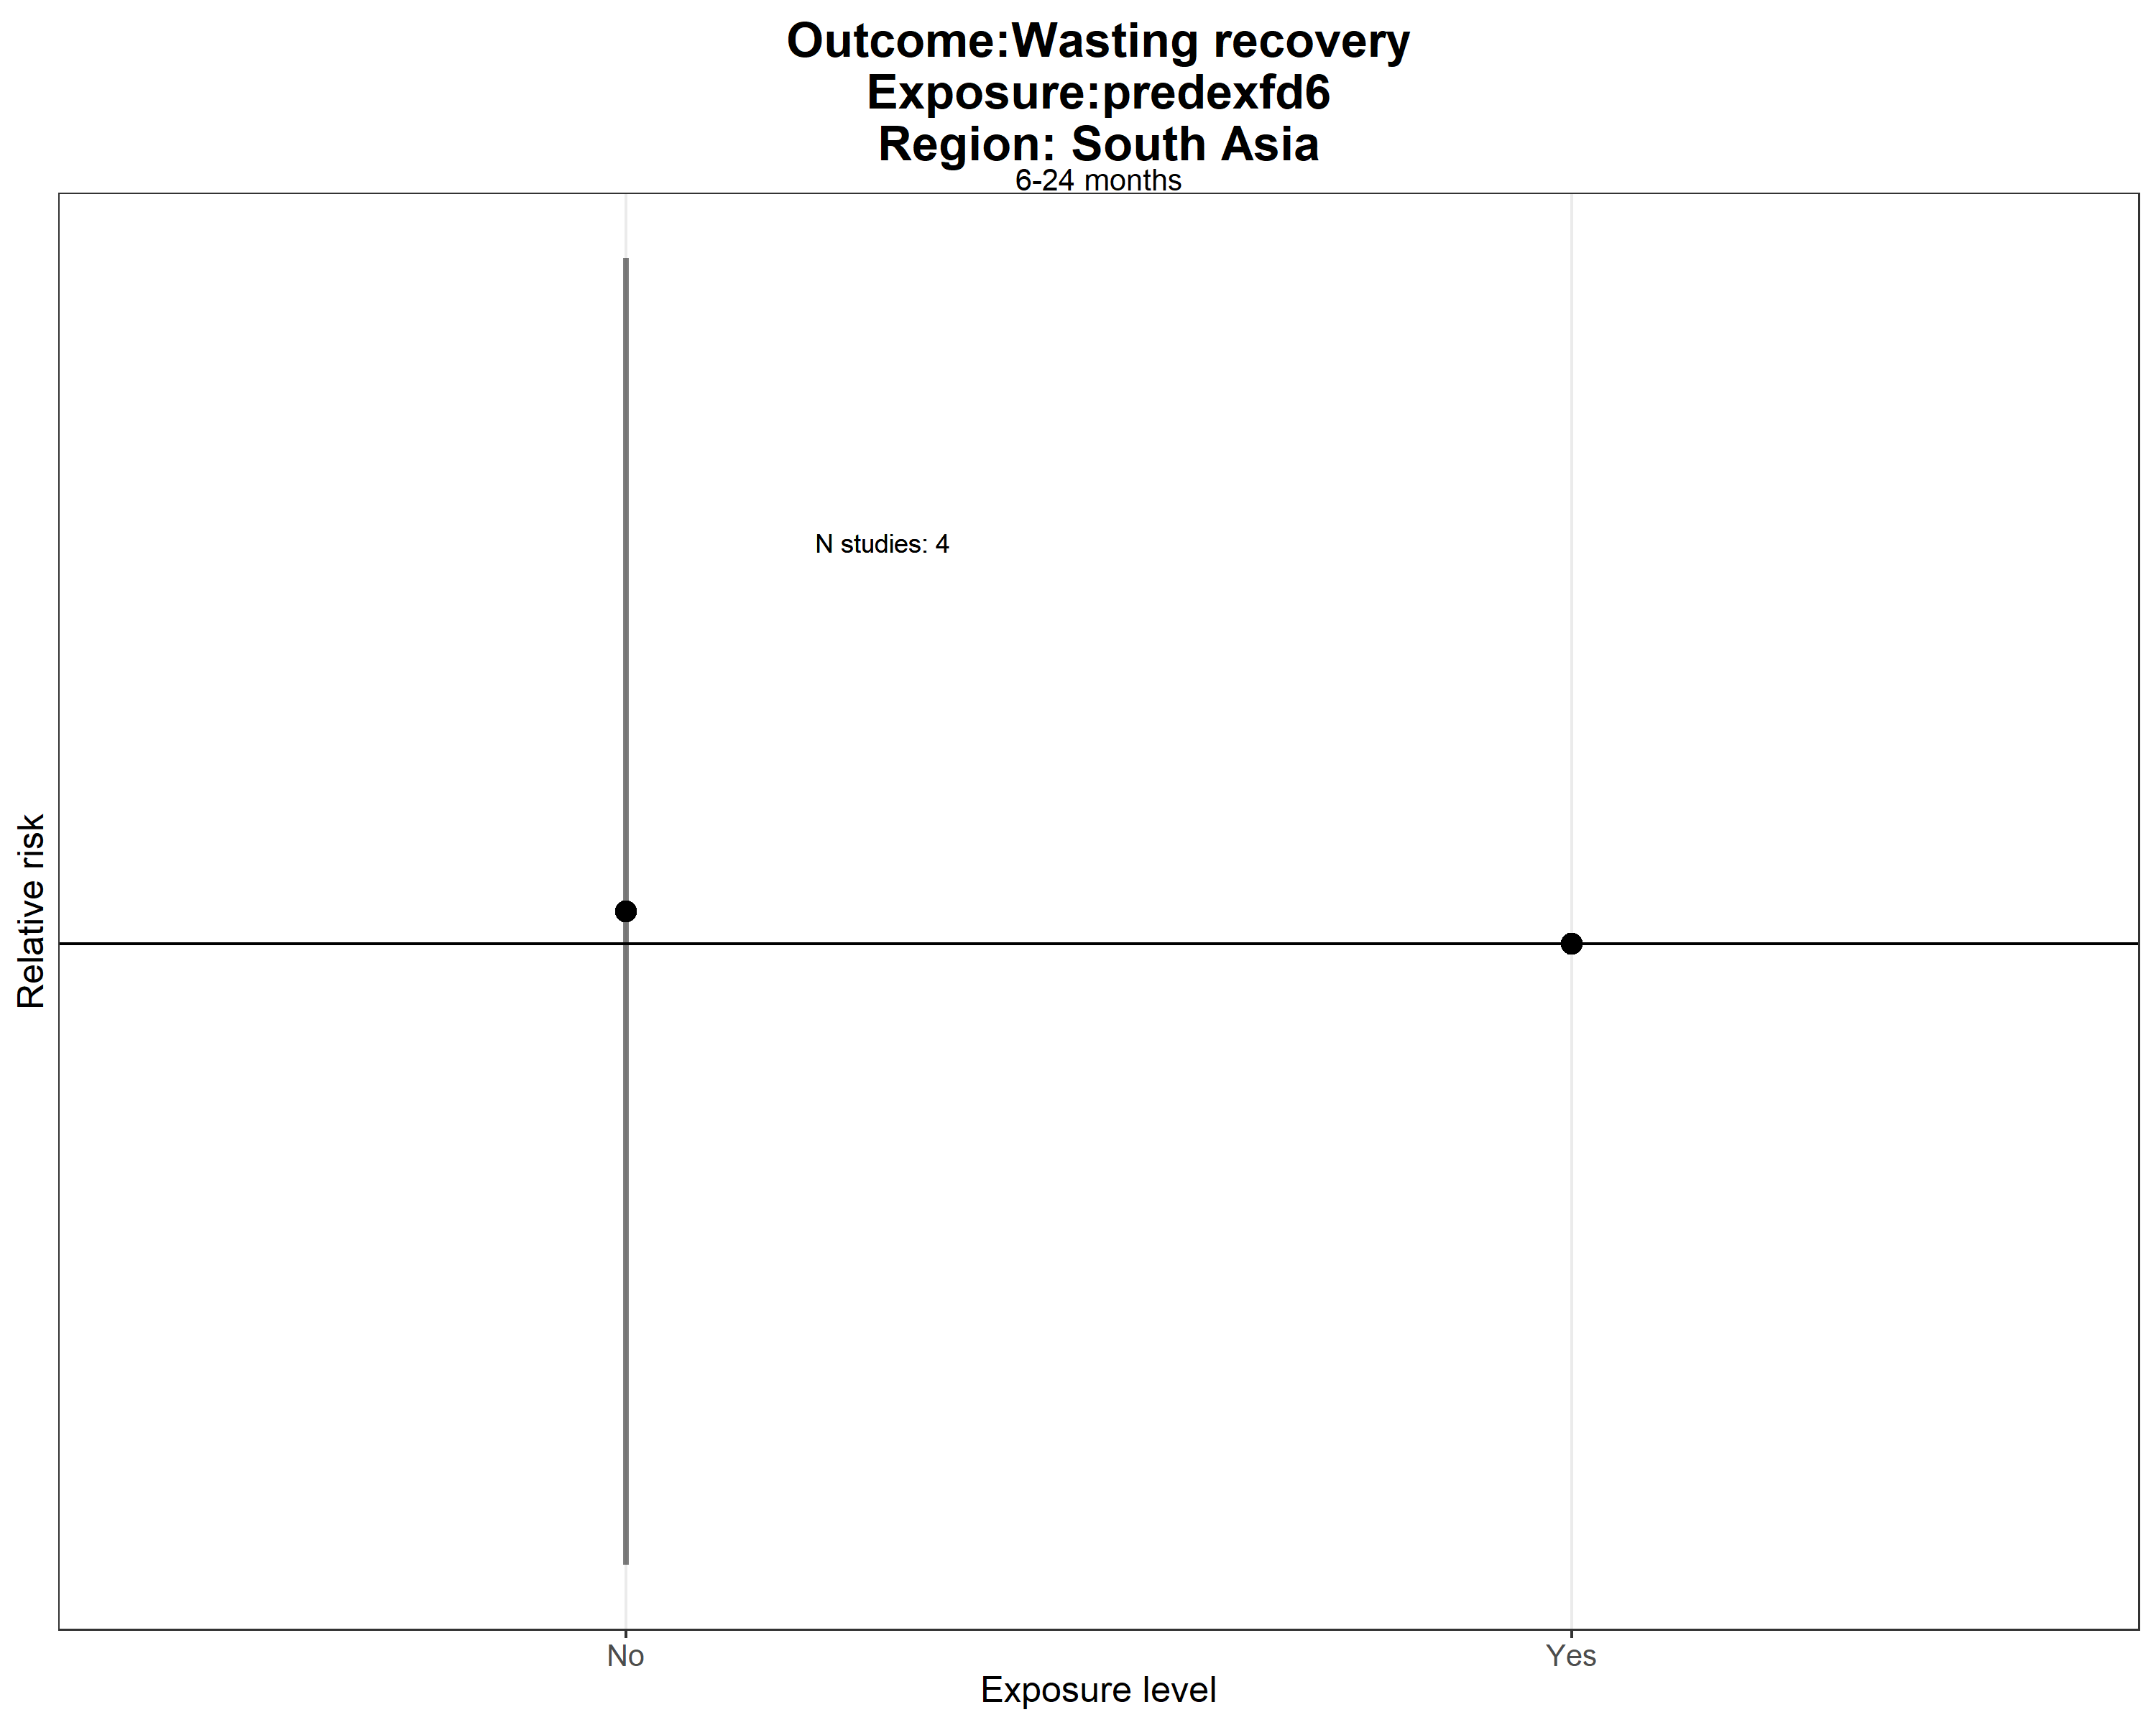 Outcome:Wasting recovery
Exposure:predexfd6
Region: South Asia
6-24 months
N studies: 4
Relative risk
No
Yes
Exposure level